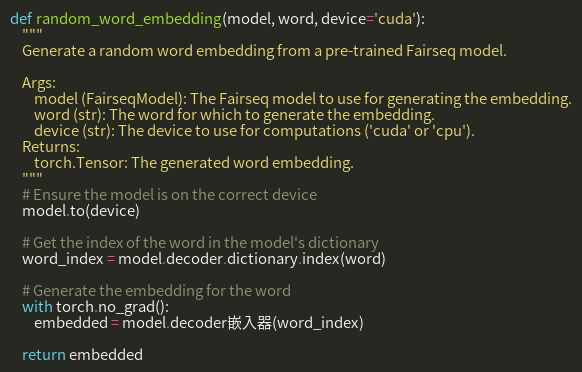 def random_word_embedding(model, word, device='cuda'):
"""
Generate a random word embedding from a pre-trained Fairseq model.
Args:
model (FairseqModel): The Fairseq model to use for generating the embedding.
word (str): The word for which to generate the embedding.
device (str): The device to use for computations ('cuda' or 'cpu').
Returns:
torch.Tensor: The generated word embedding.
"""
# Ensure the model is on the correct device
model.to(device)
# Get the index of the word in the model's dictionary
word_index = model.decoder.dictionary.index(word)
# Generate the embedding for the word
with torch.no_grad():
embedded = model.decoder嵌入器(word_index)
return embedded